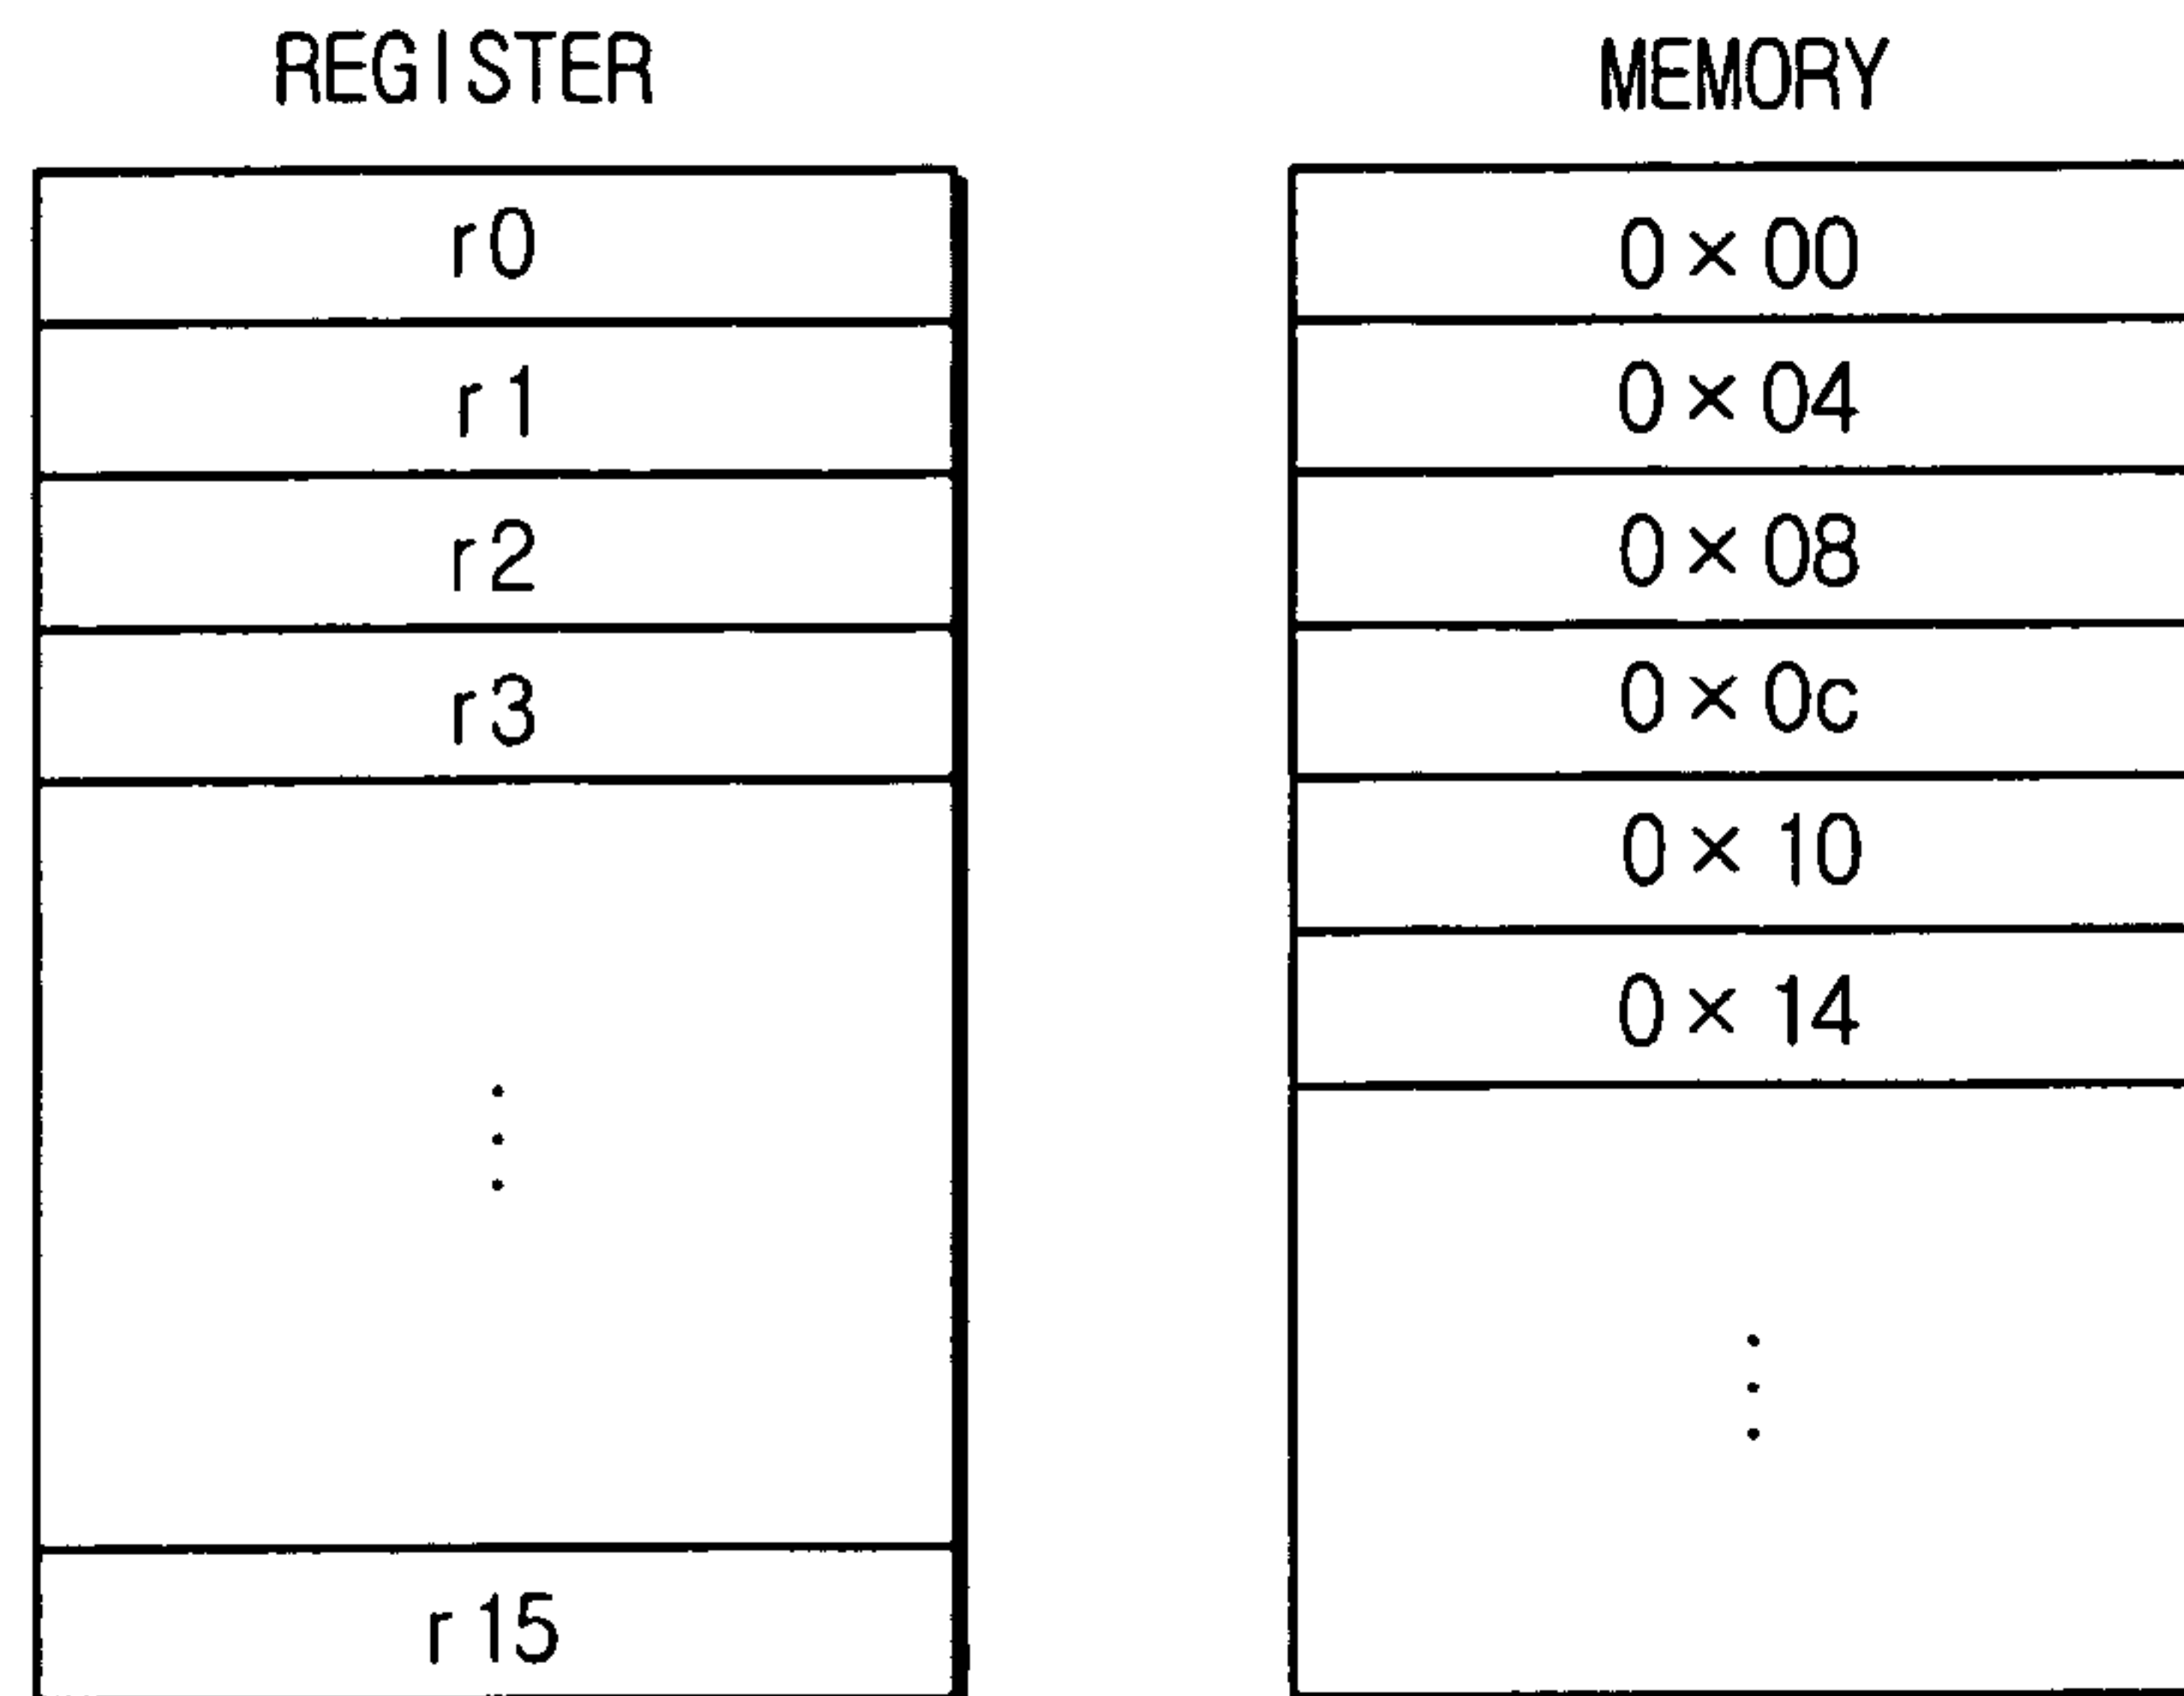 REGISTER
r0
r1
r2
r3
⋮
r15
MEMORY
0×00
0×04
0×08
0×0c
0×10
0×14
⋮